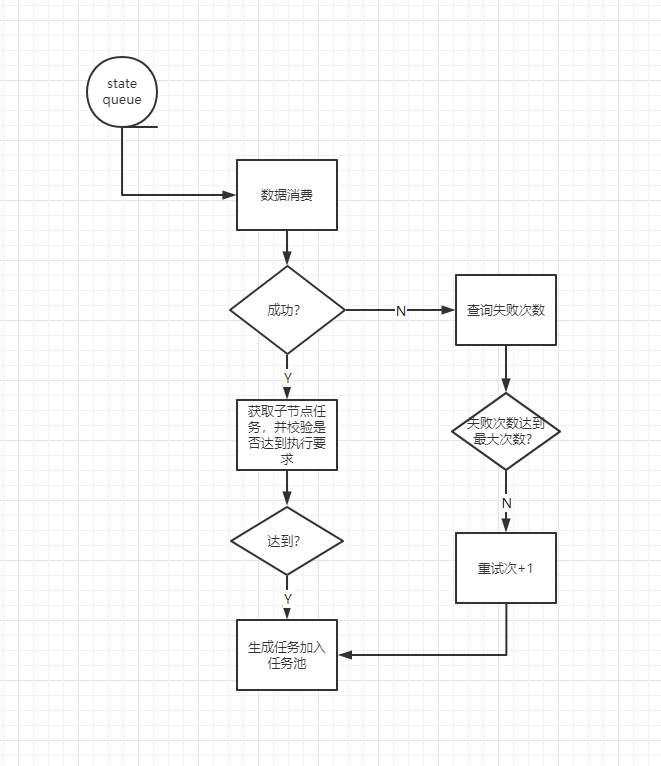 state
queue
数据消费
成功?
N
查询失败次数
Y
获取子节点任
务，并校验是
否达到执行要
求
失败次数达到
最大次数?
N
达到?
重试次+1
Y
生成任务加入
任务池